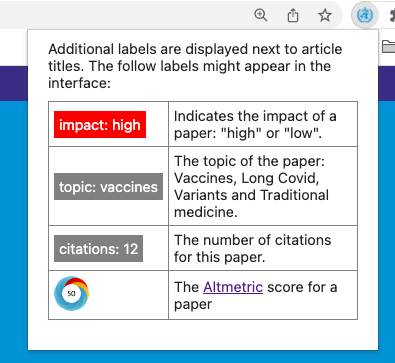 Additional labels are displayed next to article
titles. The follow labels might appear in the
interface:
impact: high
Indicates the impact of a
paper: "high" or "low".
topic: vaccines
The topic of the paper:
Vaccines, Long Covid,
Variants and Traditional
medicine.
citations: 12
The number of citations
for this paper.
50
The Altmetric score for a
paper